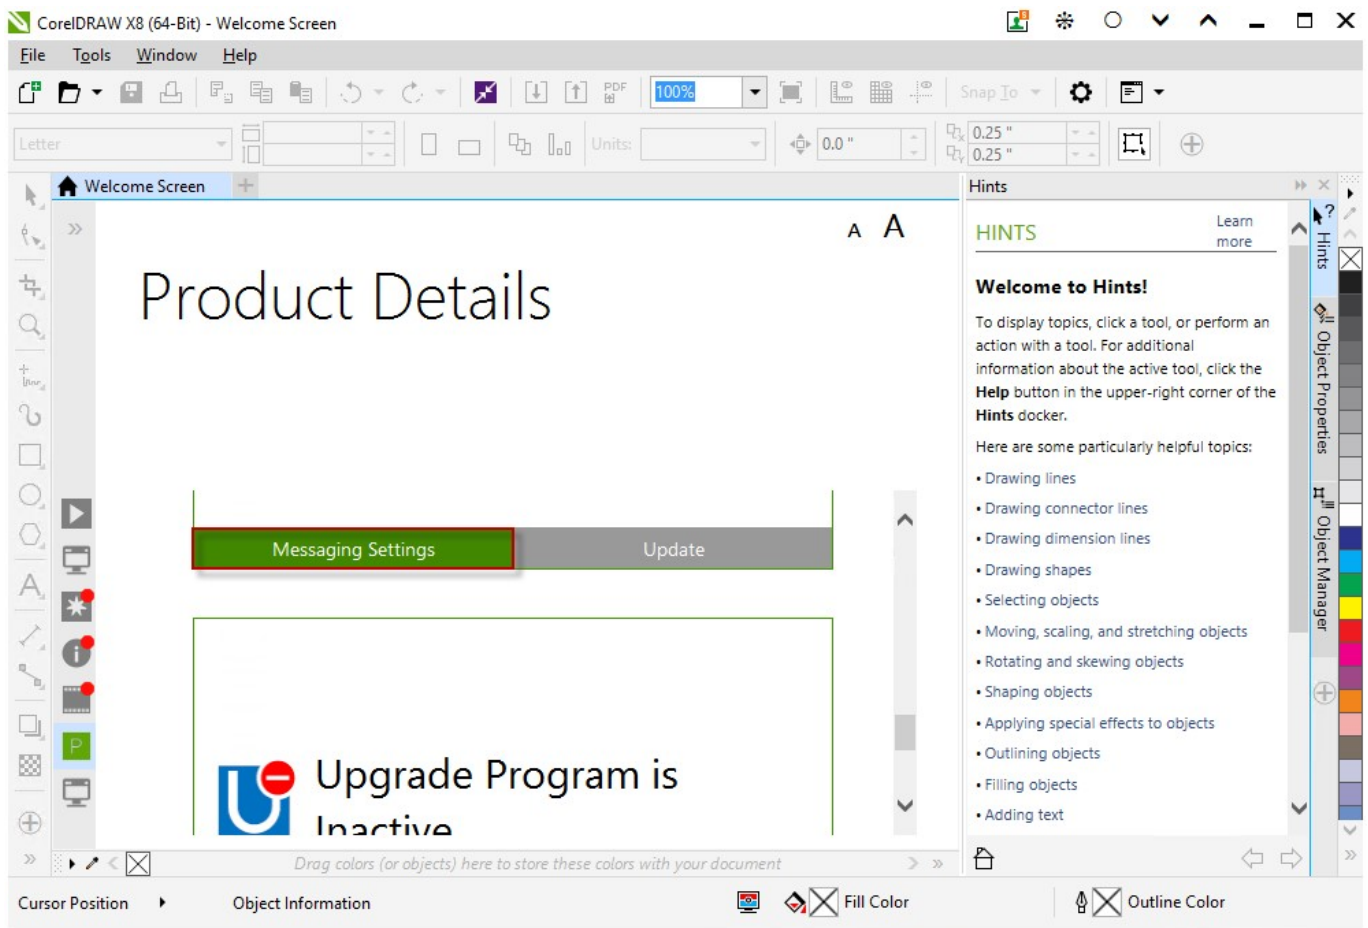 CorelDRAW X8 (64-Bit) - Welcome Screen
File Tools Window Help
PDF 100% Snap To
Letter Units: 0.0 " 0.25 "
0.25 "
Welcome Screen
Hints
A A
Product Details
Messaging Settings Update
P
Upgrade Program is
Inactive
HINTS Learn
more
Welcome to Hints!
To display topics, click a tool, or perform an
action with a tool. For additional
information about the active tool, click the
Help button in the upper-right corner of the
Hints docker.
Here are some particularly helpful topics:
• Drawing lines
• Drawing connector lines
• Drawing dimension lines
• Drawing shapes
• Selecting objects
• Moving, scaling, and stretching objects
• Rotating and skewing objects
• Shaping objects
• Applying special effects to objects
• Outlining objects
• Filling objects
• Adding text
Hints
Object Properties
Object Manager
Drag colors (or objects) here to store these colors with your document
Cursor Position Object Information Fill Color Outline Color